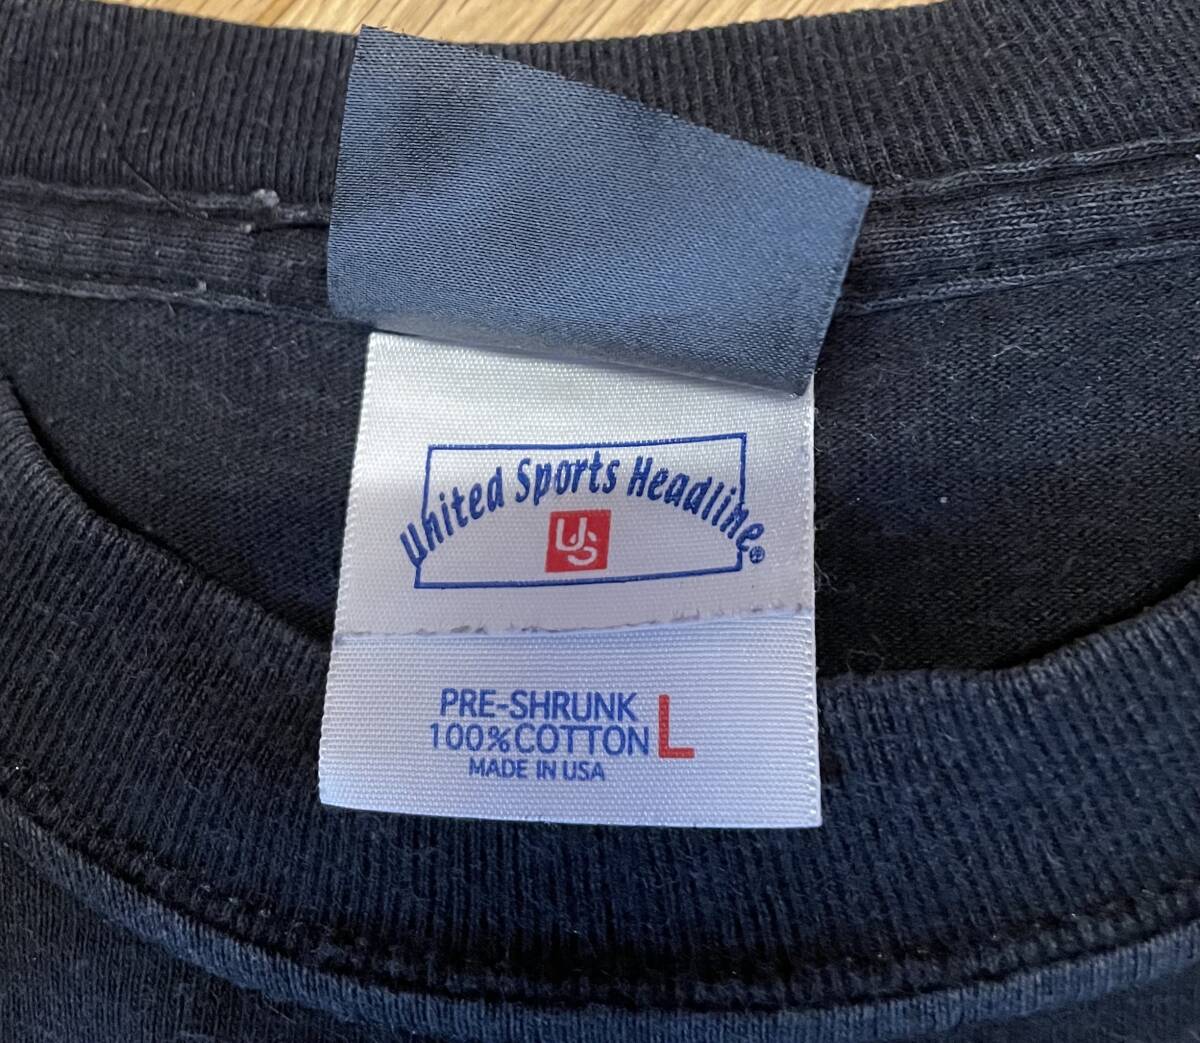 United Sports Headline®
US
PRE-SHRUNK
100%COTTON L
MADE IN USA